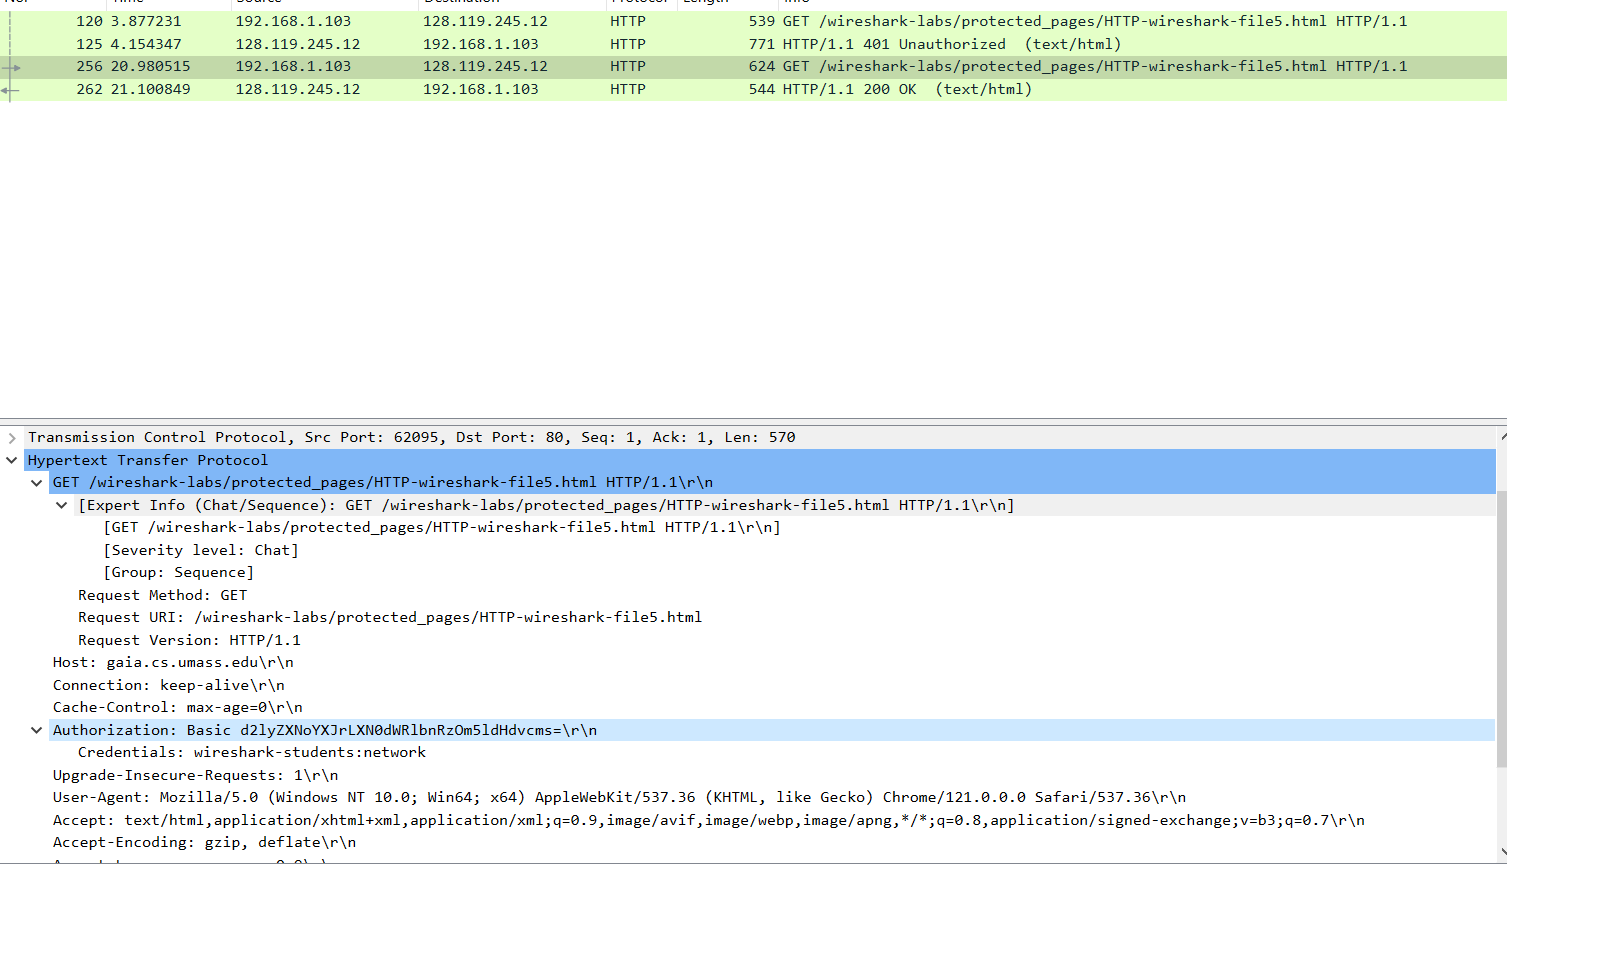 No. Time Source Destination Protocol Length Info
120 3.877231 192.168.1.103 128.119.245.12 HTTP 539 GET /wireshark-labs/protected_pages/HTTP-wireshark-file5.html HTTP/1.1
125 4.154347 128.119.245.12 192.168.1.103 HTTP 771 HTTP/1.1 401 Unauthorized (text/html)
256 20.980515 192.168.1.103 128.119.245.12 HTTP 624 GET /wireshark-labs/protected_pages/HTTP-wireshark-file5.html HTTP/1.1
262 21.100849 128.119.245.12 192.168.1.103 HTTP 544 HTTP/1.1 200 OK (text/html)
Transmission Control Protocol, Src Port: 62095, Dst Port: 80, Seq: 1, Ack: 1, Len: 570
Hypertext Transfer Protocol
GET /wireshark-labs/protected_pages/HTTP-wireshark-file5.html HTTP/1.1\r\n
[Expert Info (Chat/Sequence): GET /wireshark-labs/protected_pages/HTTP-wireshark-file5.html HTTP/1.1\r\n]
[GET /wireshark-labs/protected_pages/HTTP-wireshark-file5.html HTTP/1.1\r\n]
[Severity level: Chat]
[Group: Sequence]
Request Method: GET
Request URI: /wireshark-labs/protected_pages/HTTP-wireshark-file5.html
Request Version: HTTP/1.1
Host: gaia.cs.umass.edu\r\n
Connection: keep-alive\r\n
Cache-Control: max-age=0\r\n
Authorization: Basic d2lyZXNoYXJrLXN0dWRlbnRzOm5ldHdvcms=\r\n
Credentials: wireshark-students:network
Upgrade-Insecure-Requests: 1\r\n
User-Agent: Mozilla/5.0 (Windows NT 10.0; Win64; x64) AppleWebKit/537.36 (KHTML, like Gecko) Chrome/121.0.0.0 Safari/537.36\r\n
Accept: text/html,application/xhtml+xml,application/xml;q=0.9,image/avif,image/webp,image/apng,*/*;q=0.8,application/signed-exchange;v=b3;q=0.7\r\n
Accept-Encoding: gzip, deflate\r\n